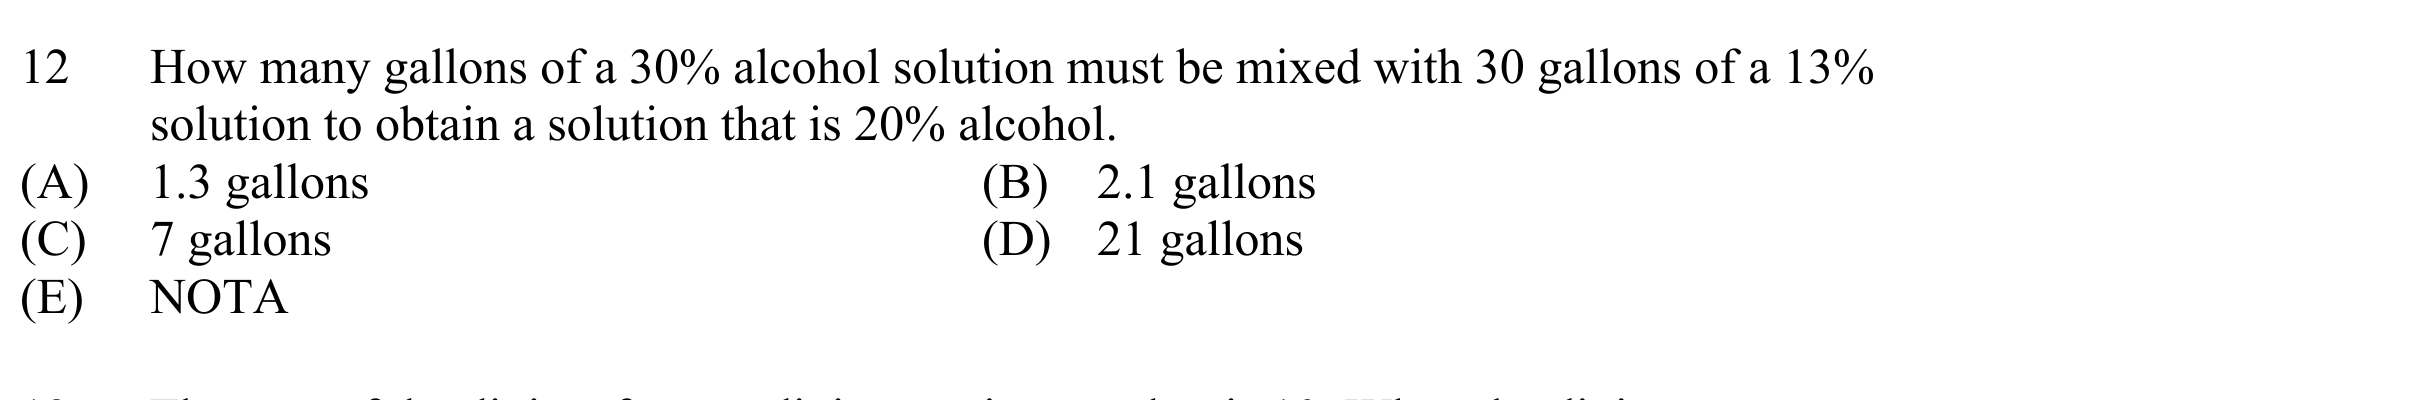 12 How many gallons of a 30% alcohol solution must be mixed with 30 gallons of a 13%
solution to obtain a solution that is 20% alcohol.
(A) 1.3 gallons (B) 2.1 gallons
(C) 7 gallons (D) 21 gallons
(E) NOTA